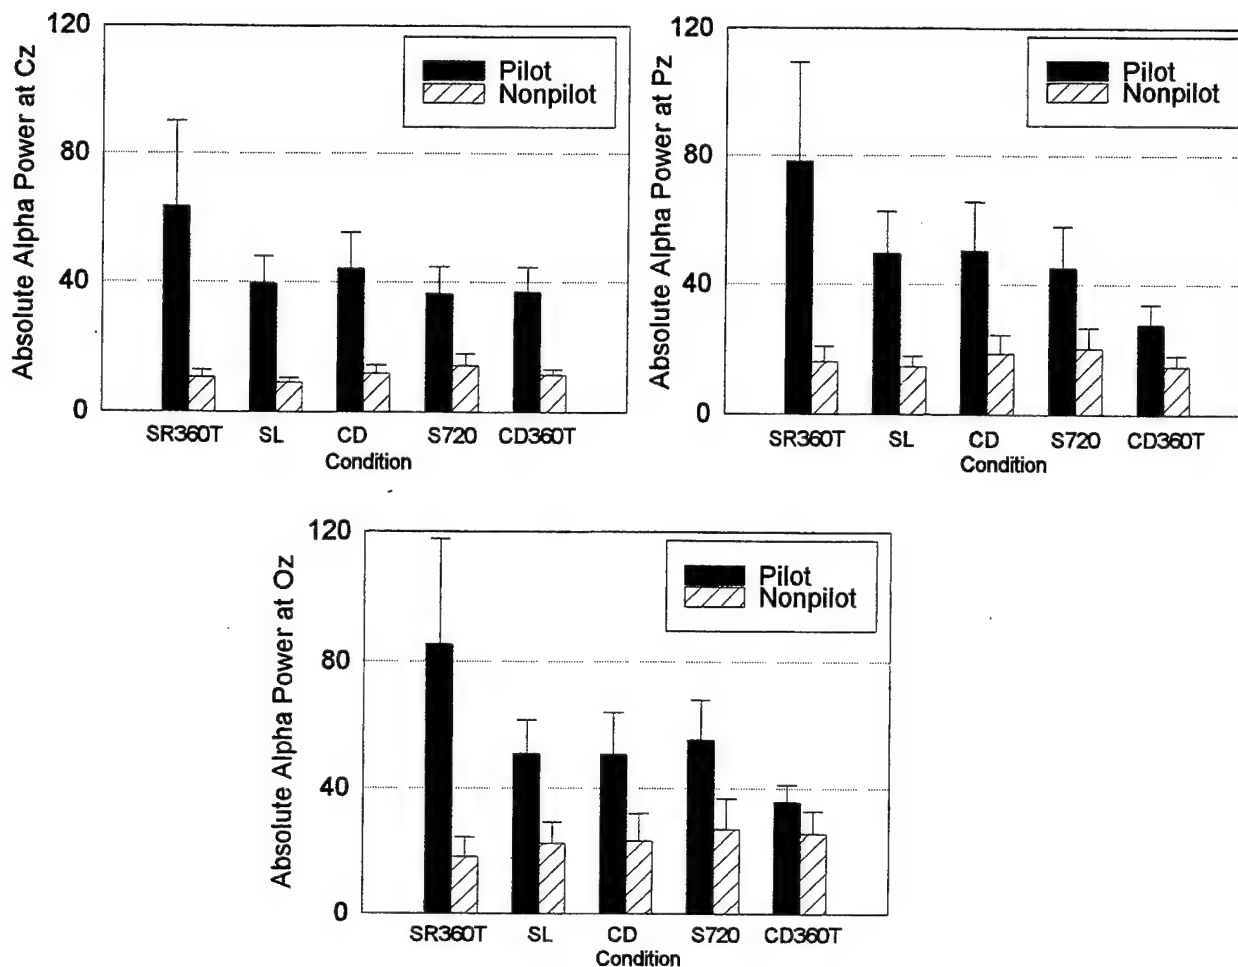 Absolute Alpha Power at Cz
120
80
40
0
Pilot
Nonpilot
SR360T SL CD S720 CD360T
Condition
Absolute Alpha Power at Pz
120
80
40
0
Pilot
Nonpilot
SR360T SL CD S720 CD360T
Condition
Absolute Alpha Power at Oz
120
80
40
0
Pilot
Nonpilot
SR360T SL CD S720 CD360T
Condition